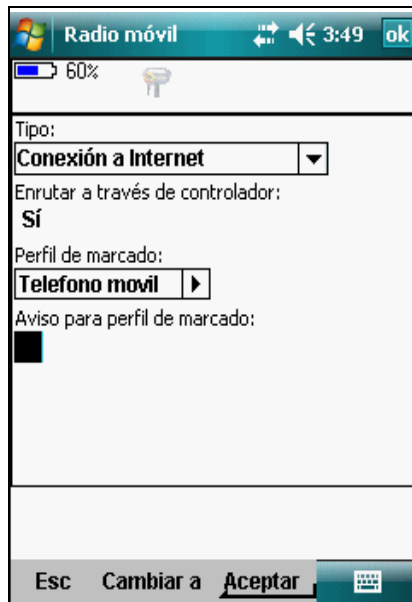 Radio móvil 3:49 ok
60%
Tipo:
Conexión a Internet
Enrutar a través de controlador:
Sí
Perfil de marcado:
Telefono movil
Aviso para perfil de marcado:
Esc Cambiar a Aceptar